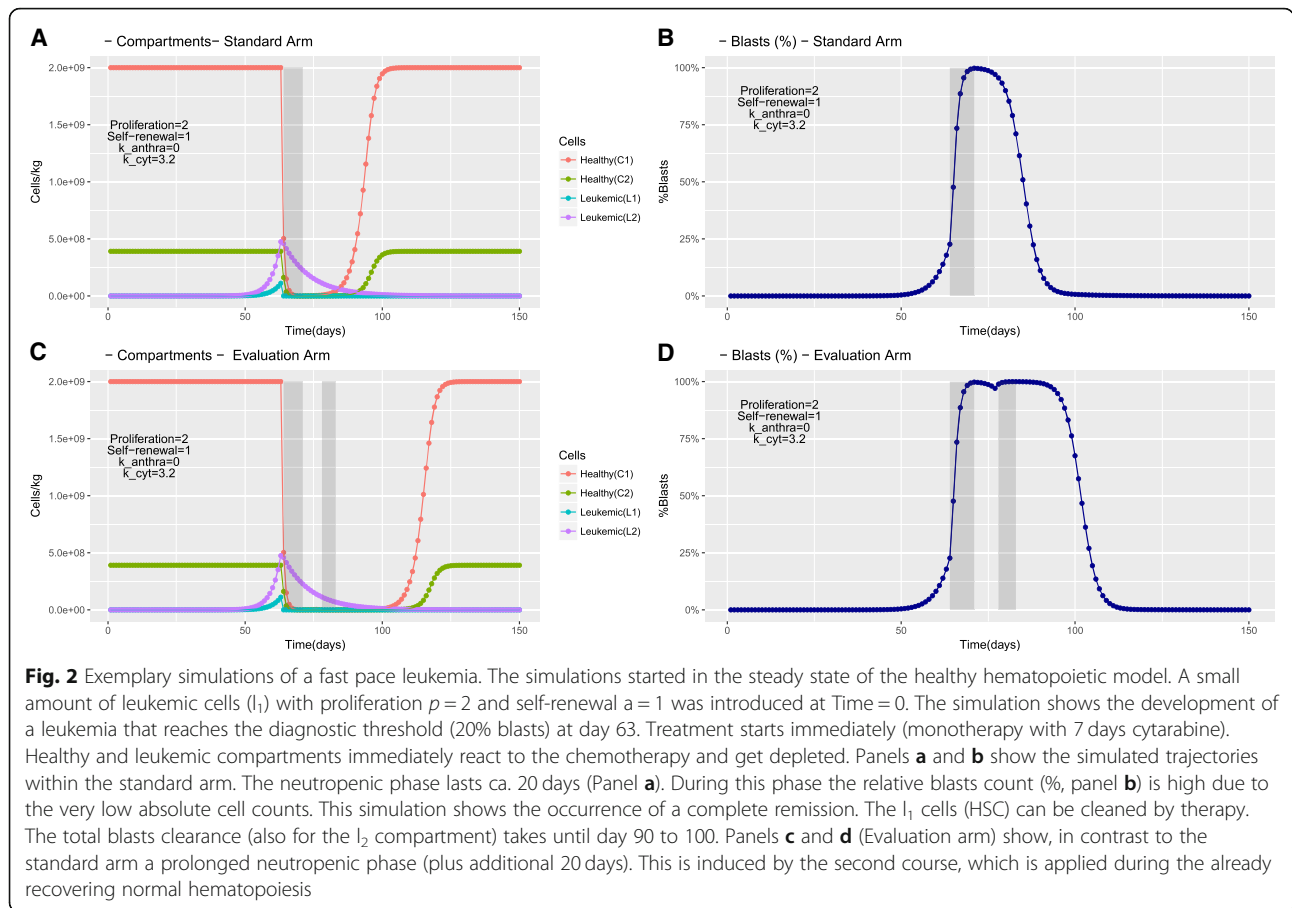 A
− Compartments− Standard Arm
2.0e+09
1.5e+09
1.0e+09
5.0e+08
0.0e+00
Cells/kg
Proliferation=2
Self−renewal=1
k_anthra=0
k_cyt=3.2
0 50 100 150
Time(days)
Cells
Healthy(C1)
Healthy(C2)
Leukemic(L1)
Leukemic(L2)
B
− Blasts (%) − Standard Arm
100%
75%
50%
25%
0%
%Blasts
Proliferation=2
Self−renewal=1
k_anthra=0
k_cyt=3.2
0 50 100 150
Time(days)
C
− Compartments − Evaluation Arm
2.0e+09
1.5e+09
1.0e+09
5.0e+08
0.0e+00
Cells/kg
Proliferation=2
Self−renewal=1
k_anthra=0
k_cyt=3.2
0 50 100 150
Time(days)
Cells
Healthy(C1)
Healthy(C2)
Leukemic(L1)
Leukemic(L2)
D
− Blasts (%) − Evaluation Arm
100%
75%
50%
25%
0%
%Blasts
Proliferation=2
Self−renewal=1
k_anthra=0
k_cyt=3.2
0 50 100 150
Time(days)
Fig. 2 Exemplary simulations of a fast pace leukemia. The simulations started in the steady state of the healthy hematopoietic model. A small
amount of leukemic cells (l₁) with proliferation p = 2 and self-renewal a = 1 was introduced at Time = 0. The simulation shows the development of
a leukemia that reaches the diagnostic threshold (20% blasts) at day 63. Treatment starts immediately (monotherapy with 7 days cytarabine).
Healthy and leukemic compartments immediately react to the chemotherapy and get depleted. Panels a and b show the simulated trajectories
within the standard arm. The neutropenic phase lasts ca. 20 days (Panel a). During this phase the relative blasts count (%, panel b) is high due to
the very low absolute cell counts. This simulation shows the occurrence of a complete remission. The l₁ cells (HSC) can be cleaned by therapy.
The total blasts clearance (also for the l₂ compartment) takes until day 90 to 100. Panels c and d (Evaluation arm) show, in contrast to the
standard arm a prolonged neutropenic phase (plus additional 20 days). This is induced by the second course, which is applied during the already
recovering normal hematopoiesis